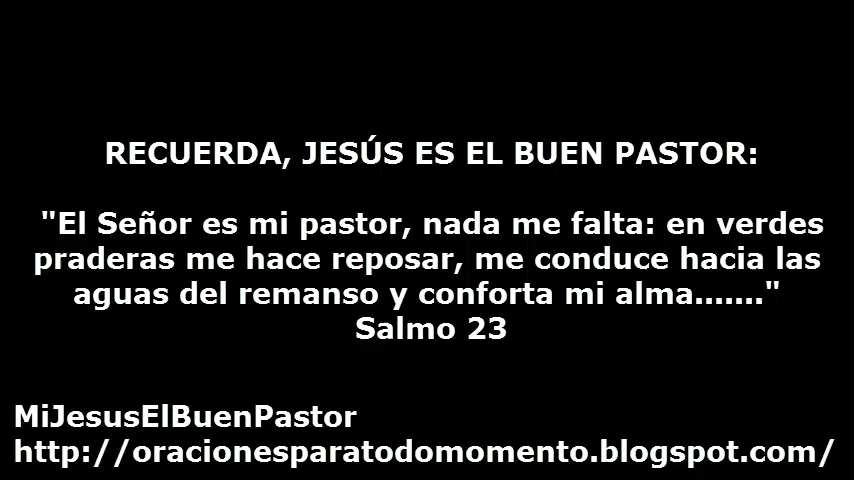 RECUERDA, JESÚS ES EL BUEN PASTOR:
"El Señor es mi pastor, nada me falta: en verdes
praderas me hace reposar, me conduce hacia las
aguas del remanso y conforta mi alma......."
Salmo 23
MiJesusElBuenPastor
http://oracionesparatodomomento.blogspot.com/